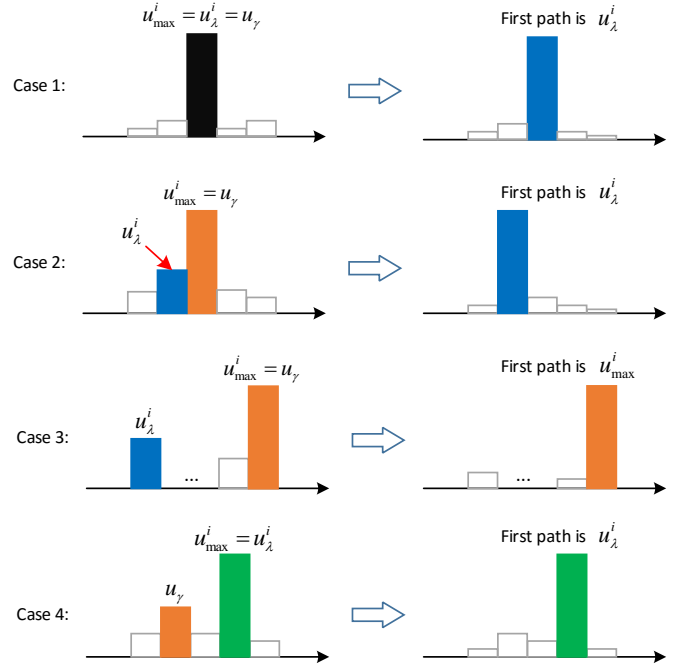 u^i_max = u^i_λ = u_γ
First path is u^i_λ
Case 1:
u^i_max = u_γ
First path is u^i_λ
u^i_λ
Case 2:
u^i_max = u_γ
First path is u^i_max
u^i_λ
Case 3:
...
...
u^i_max = u^i_λ
First path is u^i_λ
u_γ
Case 4: